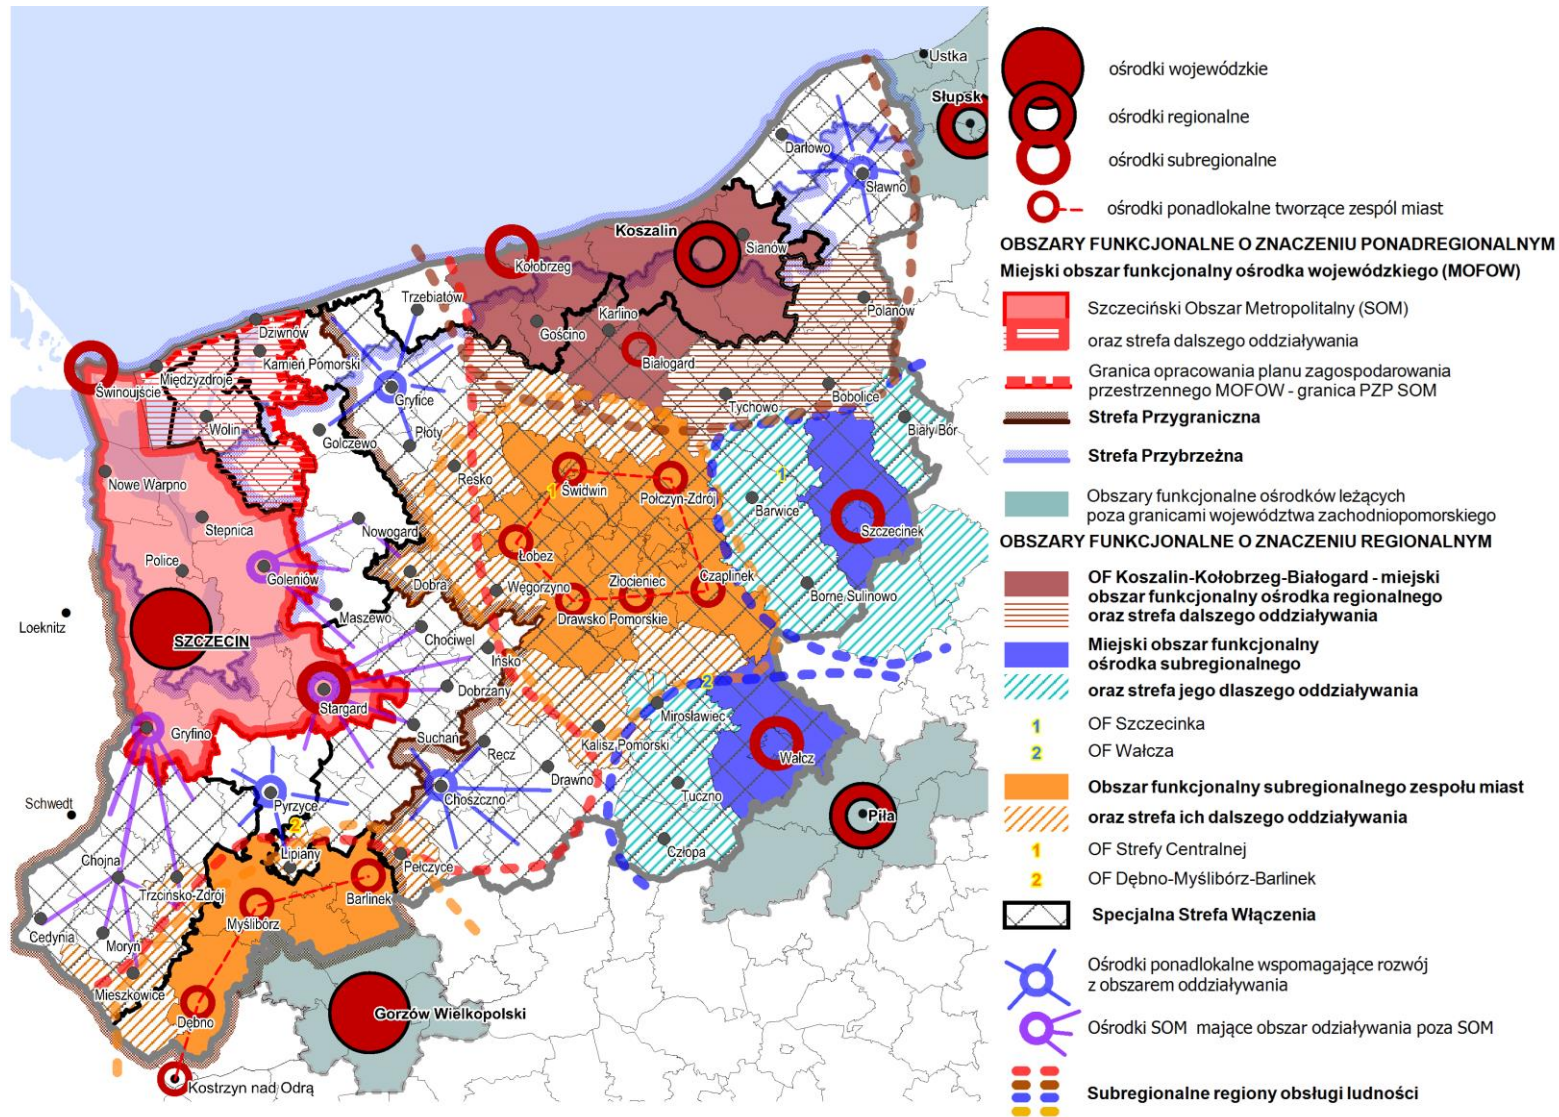 Ustka
Słupsk
Darłowo
Sławno
Koszalin
Sianów
Kołobrzeg
Trzebiatów
Karlino
Gościno
Polanów
Białogard
Dziwnów
Kamień Pomorski
Międzyzdroje
Świnoujście
Gryfice
Tychowo
Bobolice
Wolin
Golczewo
Płoty
Biały Bór
Nowe Warpno
Resko
1
Świdwin
Połczyn-Zdrój
1
Barwice
Szczecinek
Stepnica
Nowogard
Police
Goleniów
Łobez
Dobra
Węgorzyno
Złocieniec
Czaplinek
Borne Sulinowo
Drawsko Pomorskie
Loeknitz
SZCZECIN
Maszewo
Chociwel
Ińsko
Dobrzany
2
Stargard
Mirosławiec
Gryfino
Suchań
Recz
Kalisz Pomorski
Wałcz
Drawno
Schwedt
Pyrzyce
Choszczno
Tuczno
Piła
2
Lipiany
Pełczyce
Człopa
Chojna
Trzcińsko-Zdrój
Barlinek
Myślibórz
Cedynia
Moryń
Mieszkowice
Dębno
Gorzów Wielkopolski
Kostrzyn nad Odrą
ośrodki wojewódzkie
ośrodki regionalne
ośrodki subregionalne
ośrodki ponadlokalne tworzące zespól miast
OBSZARY FUNKCJONALNE O ZNACZENIU PONADREGIONALNYM
Miejski obszar funkcjonalny ośrodka wojewódzkiego (MOFOW)
Szczeciński Obszar Metropolitalny (SOM)
oraz strefa dalszego oddziaływania
Granica opracowania planu zagospodarowania
przestrzennego MOFOW - granica PZP SOM
Strefa Przygraniczna
Strefa Przybrzeżna
Obszary funkcjonalne ośrodków leżących
poza granicami województwa zachodniopomorskiego
OBSZARY FUNKCJONALNE O ZNACZENIU REGIONALNYM
OF Koszalin-Kołobrzeg-Białogard - miejski
obszar funkcjonalny ośrodka regionalnego
oraz strefa dalszego oddziaływania
Miejski obszar funkcjonalny
ośrodka subregionalnego
oraz strefa jego dlaszego oddziaływania
1 OF Szczecinka
2 OF Wałcza
Obszar funkcjonalny subregionalnego zespołu miast
oraz strefa ich dalszego oddziaływania
1 OF Strefy Centralnej
2 OF Dębno-Myślibórz-Barlinek
Specjalna Strefa Włączenia
Ośrodki ponadlokalne wspomagające rozwój
z obszarem oddziaływania
Ośrodki SOM mające obszar odziaływania poza SOM
Subregionalne regiony obsługi ludności